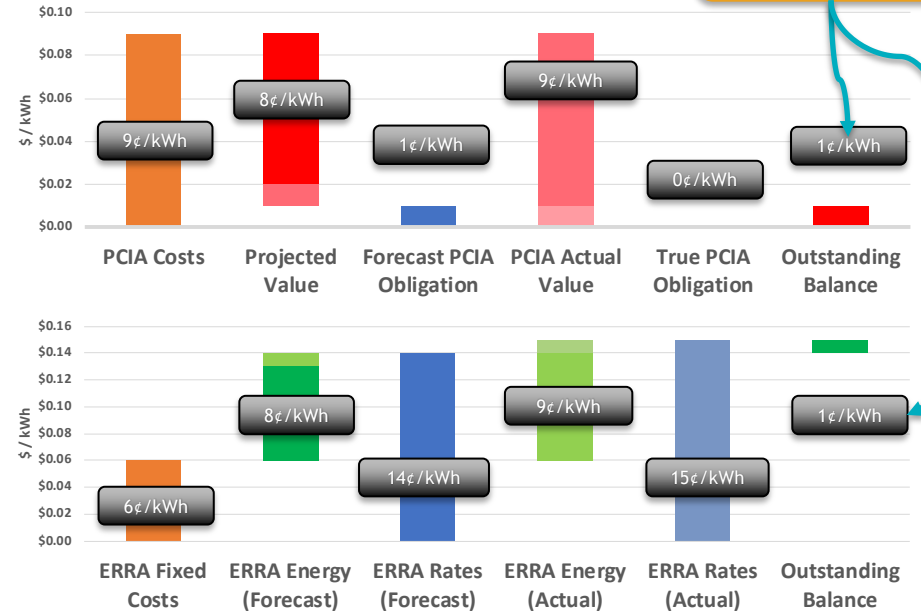 $0.10
$0.08
$0.06
$0.04
$0.02
$0.00
$ / kWh
9¢/kWh
8¢/kWh
1¢/kWh
9¢/kWh
0¢/kWh
1¢/kWh
PCIA Costs
Projected
Value
Forecast PCIA
Obligation
PCIA Actual
Value
True PCIA
Obligation
Outstanding
Balance
$0.16
$0.14
$0.12
$0.10
$0.08
$0.06
$0.04
$0.02
$0.00
$ / kWh
6¢/kWh
8¢/kWh
14¢/kWh
9¢/kWh
15¢/kWh
1¢/kWh
ERRA Fixed
Costs
ERRA Energy
(Forecast)
ERRA Rates
(Forecast)
ERRA Energy
(Actual)
ERRA Rates
(Actual)
Outstanding
Balance